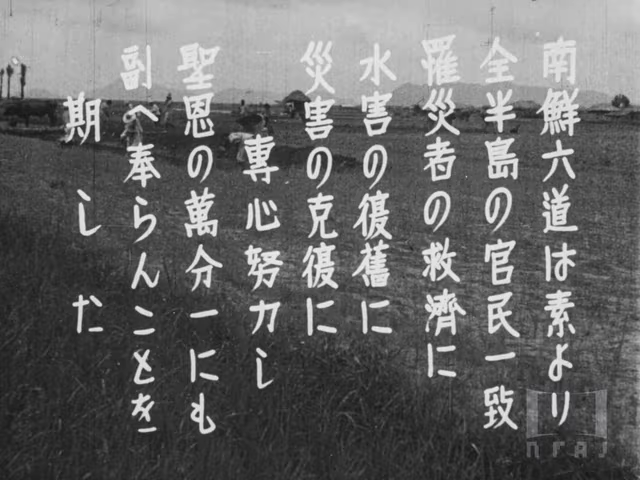 南鮮六道は素より
全半島の官民一致
罹災者の救濟に
水害の復舊に
災害の克復に
専心努力し
聖恩の萬分一にも
副へ奉らんことを
期した
NFAJ